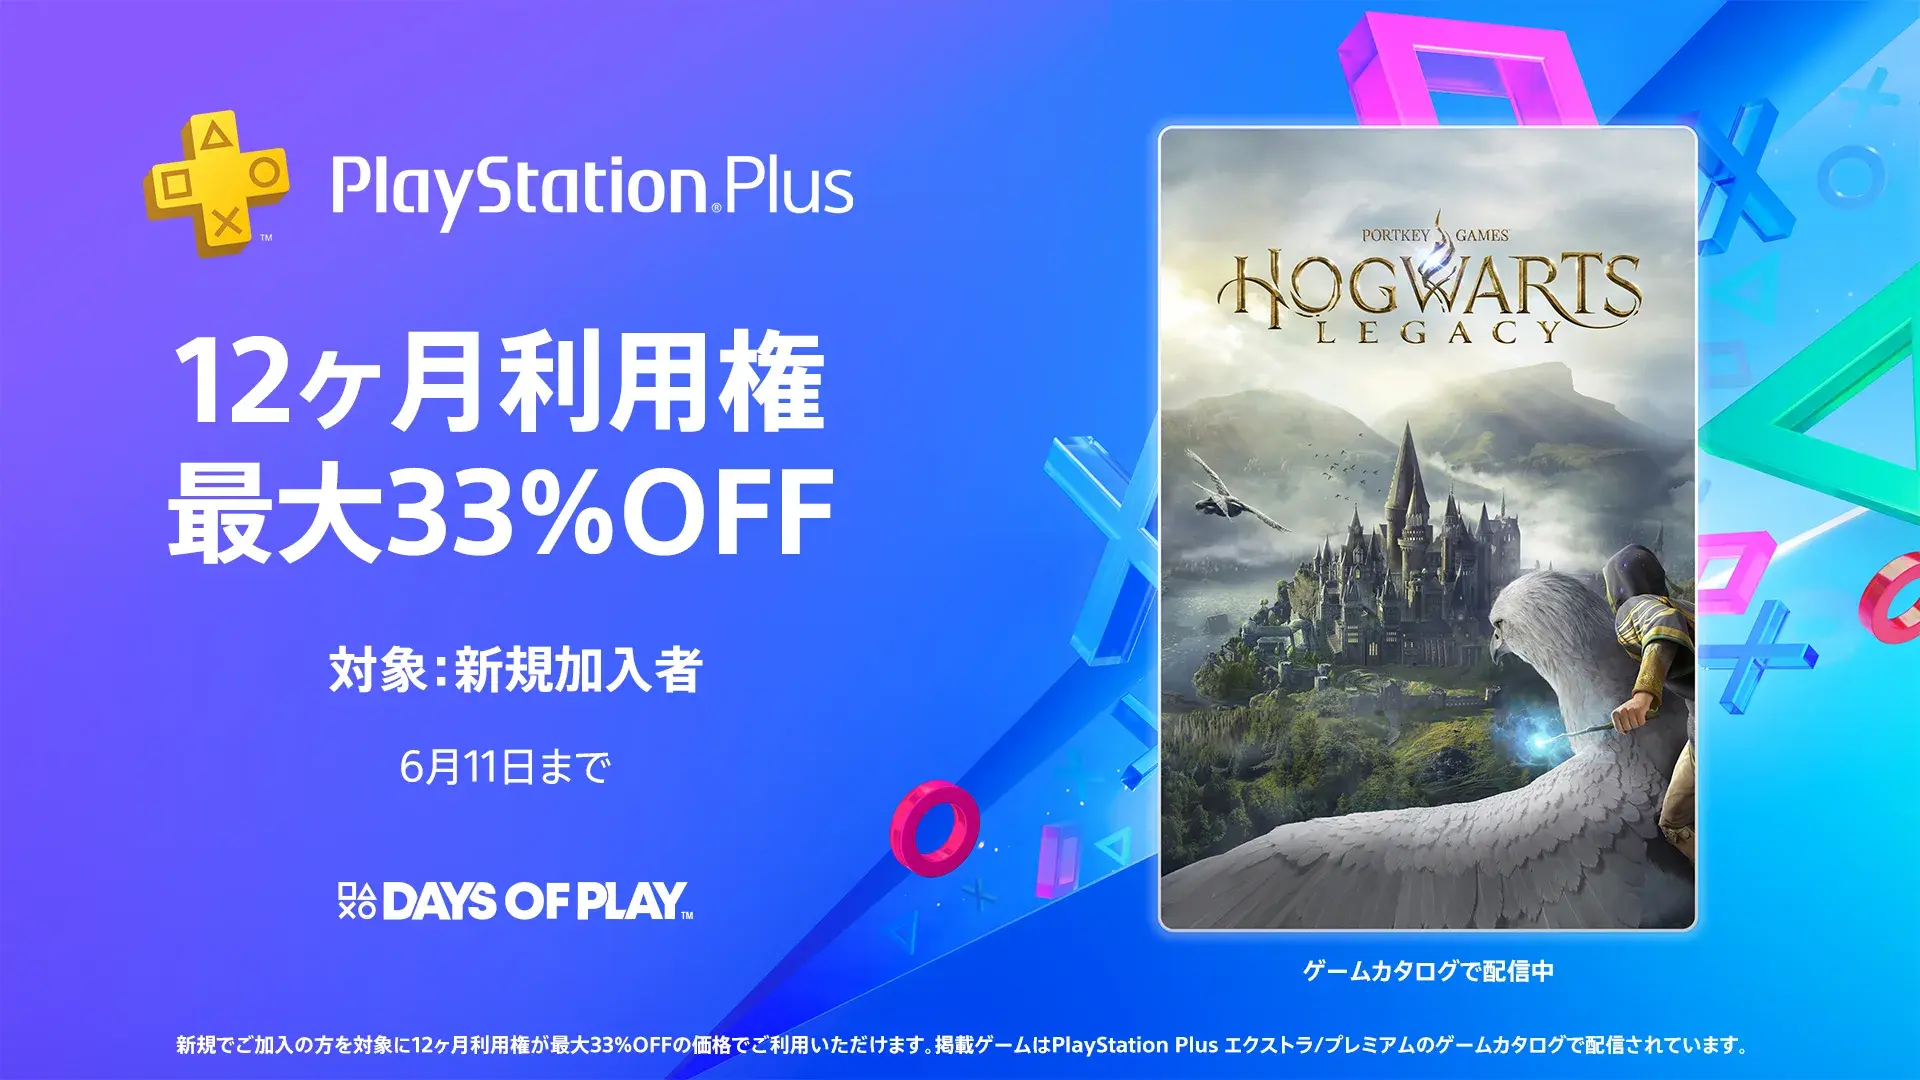 PlayStation®Plus
12ヶ月利用権
最大33%OFF
対象：新規加入者
6月11日まで
DAYS OF PLAY™
PORTKEY GAMES
HOGWARTS
LEGACY
ゲームカタログで配信中
新規でご加入の方を対象に12ヶ月利用権が最大33%OFFの価格でご利用いただけます。掲載ゲームはPlayStation Plus エクストラ/プレミアムのゲームカタログで配信されています。